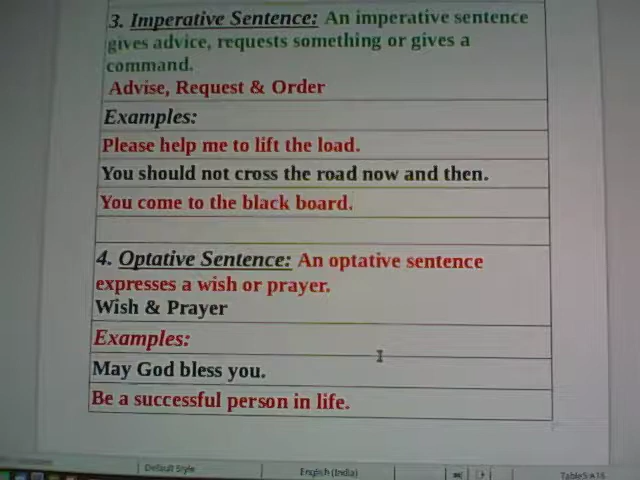 3. Imperative Sentence: An imperative sentence
gives advice, requests something or gives a
command.
Advise, Request & Order
Examples:
Please help me to lift the load.
You should not cross the road now and then.
You come to the black board.
4. Optative Sentence: An optative sentence
expresses a wish or prayer.
Wish & Prayer
Examples:
May God bless you.
Be a successful person in life.
Default Style
English (India)